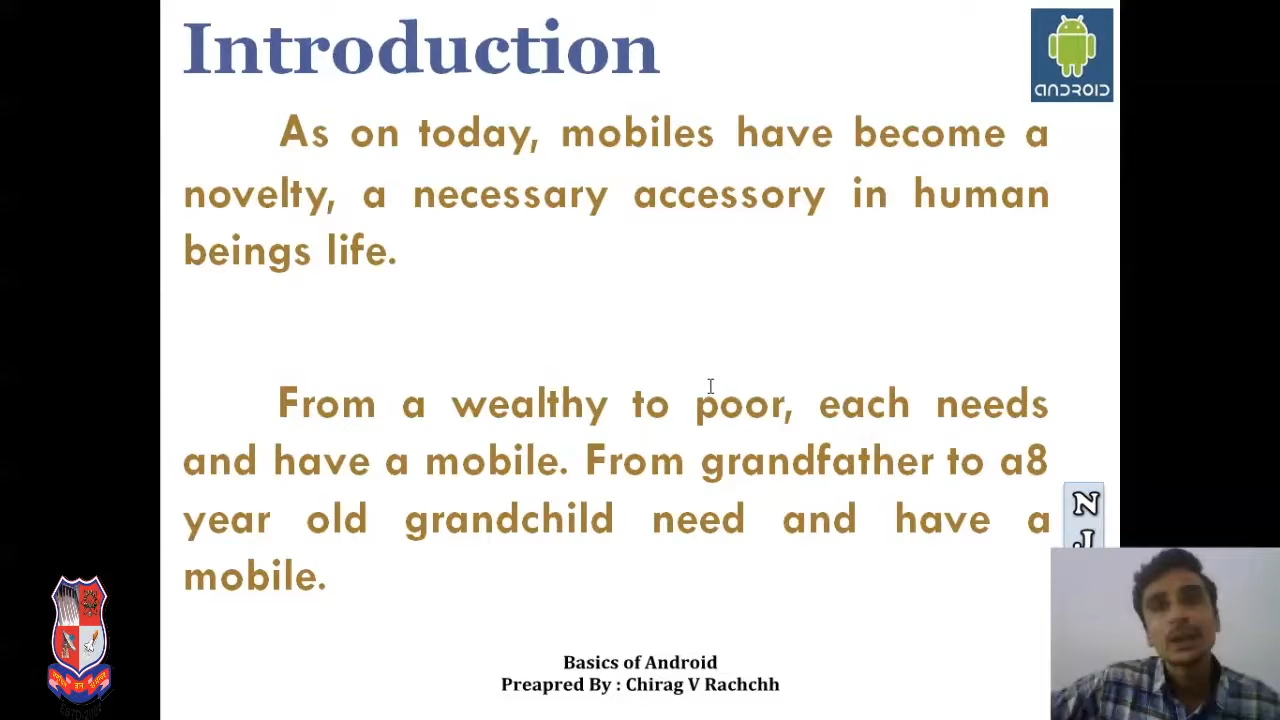 Introduction
ANDROID
As on today, mobiles have become a
novelty, a necessary accessory in human
beings life.
From a wealthy to poor, each needs
and have a mobile. From grandfather to a8
year old grandchild need and have a
mobile.
N
J
Basics of Android
Preapred By : Chirag V Rachchh